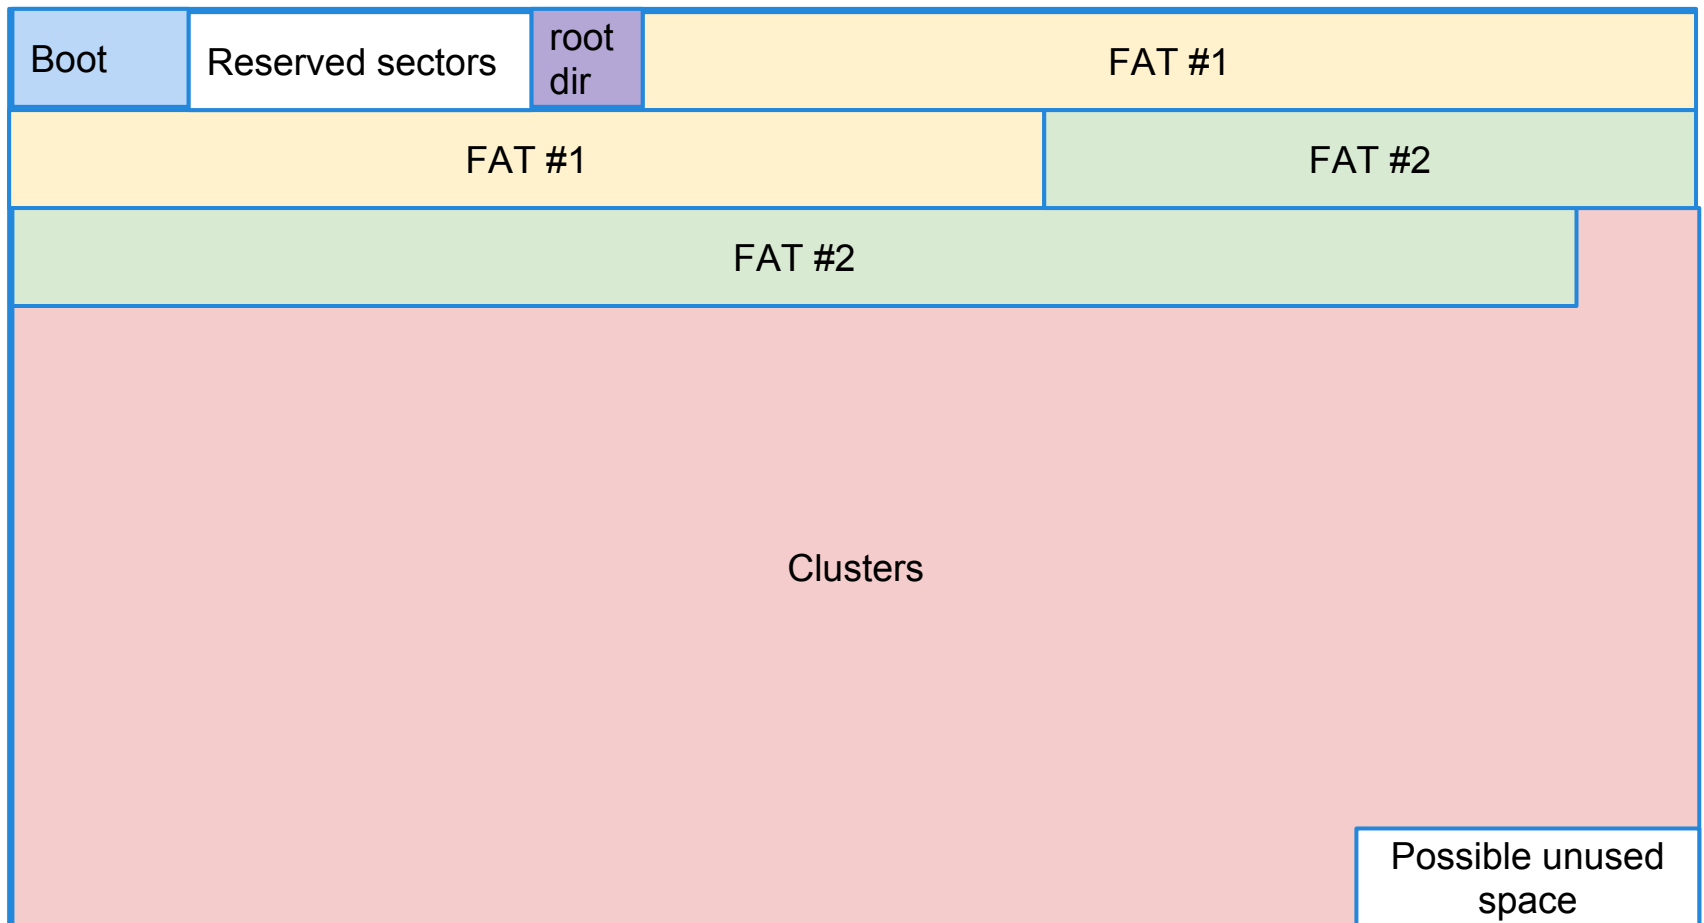 Boot
Reserved sectors
root
dir
FAT #1
FAT #1
FAT #2
FAT #2
Clusters
Possible unused
space